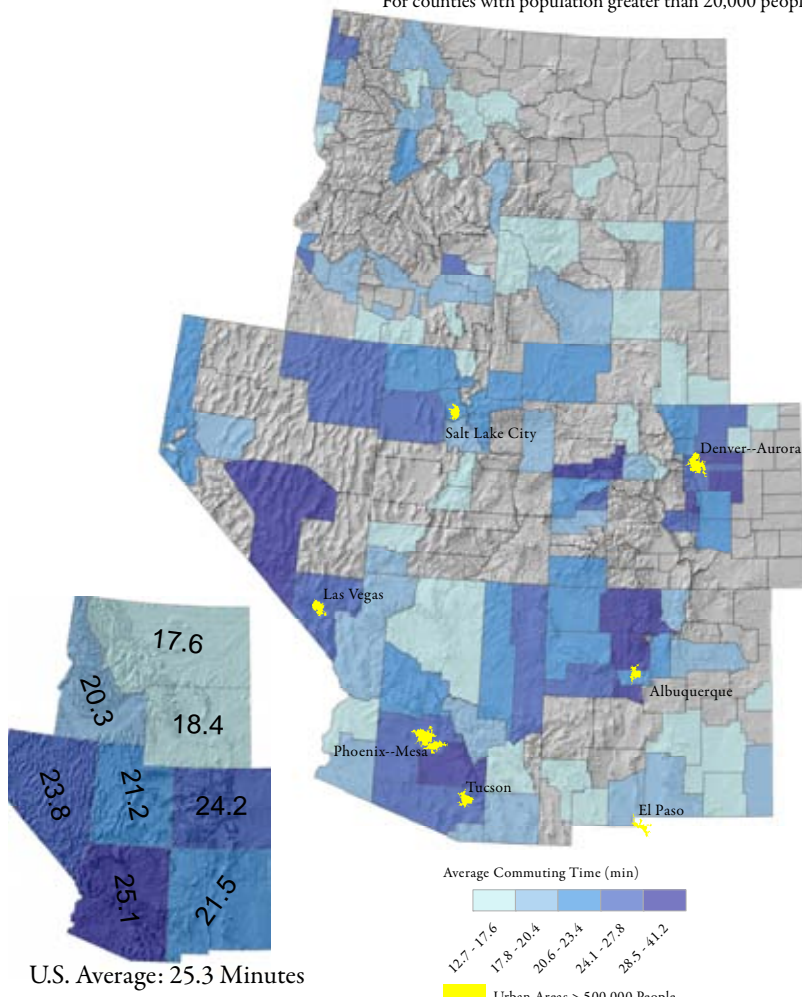 For counties with population greater than 20,000 peopl
Salt Lake City
Denver--Aurora
Las Vegas
Albuquerque
Phoenix--Mesa
Tucson
El Paso
17.6
20.3
18.4
23.8
21.2
24.2
25.1
21.5
U.S. Average: 25.3 Minutes
Average Commuting Time (min)
12.7 - 17.6
17.8 - 20.4
20.6 - 23.4
24.1 - 27.8
28.5 - 41.2
Urban Areas > 500,000 People